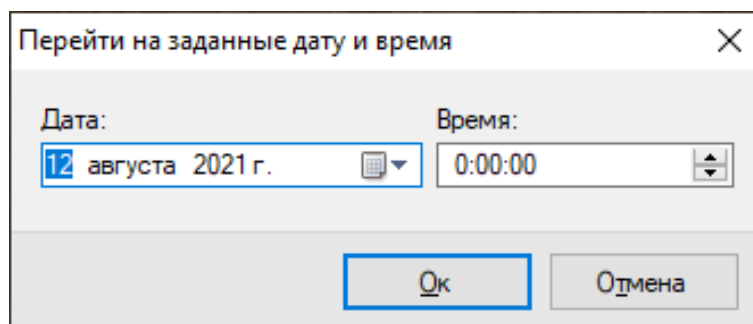 Перейти на заданные дату и время
Дата: Время:
12 августа 2021 г. 0:00:00
Ок Отмена